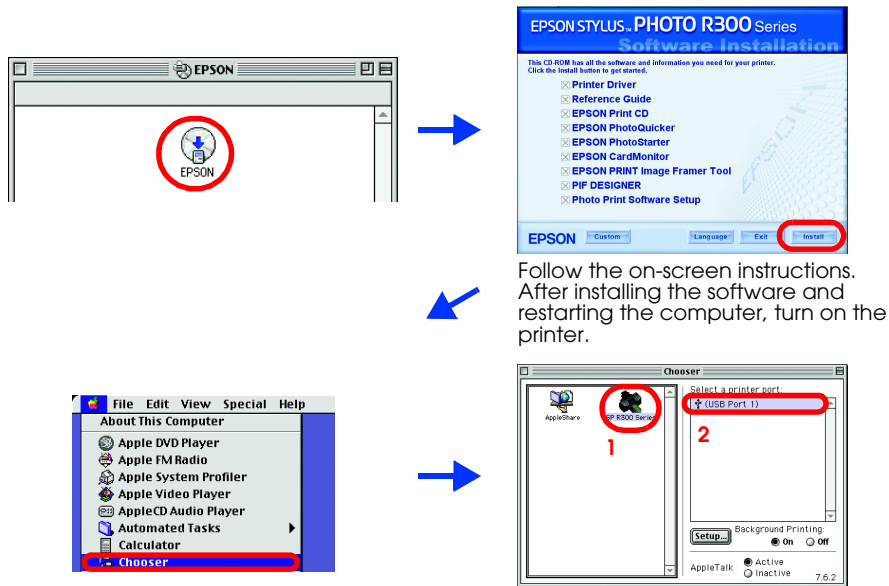 EPSON
EPSON
EPSON STYLUS™ PHOTO R300 Series
Software Installation
This CD-ROM has all the software and information you need for your printer.
Click the Install button to get started.
Printer Driver
Reference Guide
EPSON Print CD
EPSON PhotoQuicker
EPSON PhotoStarter
EPSON CardMonitor
EPSON PRINT Image Framer Tool
PIF DESIGNER
Photo Print Software Setup
EPSON
Custom
Language
Exit
Install
Follow the on-screen instructions.
After installing the software and
restarting the computer, turn on the
printer.
File Edit View Special Help
About This Computer
Apple DVD Player
Apple FM Radio
Apple System Profiler
Apple Video Player
AppleCD Audio Player
Automated Tasks
Calculator
Chooser
Chooser
AppleShare
SP R300 Series
1
Select a printer port:
(USB Port 1)
2
Setup...
Background Printing:
On Off
AppleTalk
Active
Inactive
7.6.2